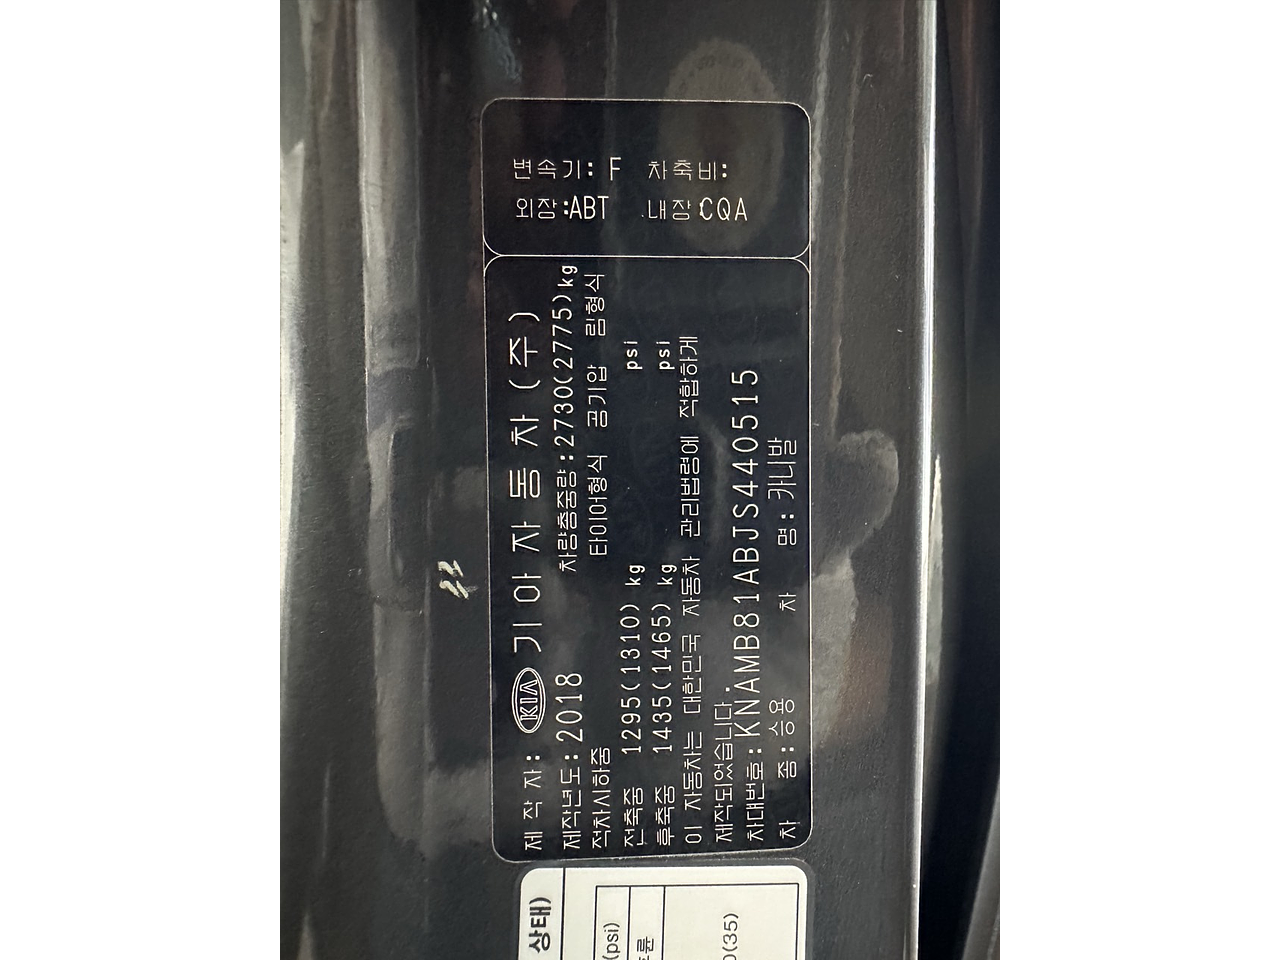 변속기: F 차축비:
외장:ABT 내장:CQA
제 작 자: KIA 기아자동차(주)
제작년도:2018 차량총중량:2730(2775)kg
적차시하중 타이어형식 공기압 림형식
전축중 1295(1310) kg psi
후축중 1435(1465) kg psi
이 자동차는 대한민국 자동차 관리법령에 적합하게
제작되었습니다.
차대번호:KNAMB81ABJS440515
차 종:승용 차 명:카니발
상태)
(psi)
(35)